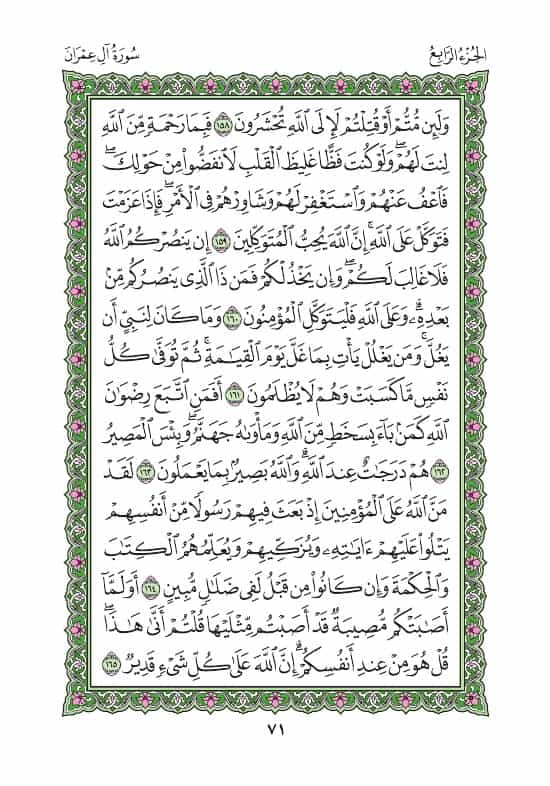 الجُزْءُ الرَّابِعُ
سُورَةُ آلِ عِمْرَانَ
وَلَئِن مُّتُّمْ أَوْ قُتِلْتُمْ لَإِلَى ٱللَّهِ تُحْشَرُونَ ١٥٨ فَبِمَا رَحْمَةٍ مِّنَ ٱللَّهِ
لِنتَ لَهُمْۖ وَلَوْ كُنتَ فَظًّا غَلِيظَ ٱلْقَلْبِ لَٱنفَضُّوا۟ مِنْ حَوْلِكَۖ
فَٱعْفُ عَنْهُمْ وَٱسْتَغْفِرْ لَهُمْ وَشَاوِرْهُمْ فِى ٱلْأَمْرِۖ فَإِذَا عَزَمْتَ
فَتَوَكَّلْ عَلَى ٱللَّهِۚ إِنَّ ٱللَّهَ يُحِبُّ ٱلْمُتَوَكِّلِينَ ١٥٩ إِن يَنصُرْكُمُ ٱللَّهُ
فَلَا غَالِبَ لَكُمْۖ وَإِن يَخْذُلْكُمْ فَمَن ذَا ٱلَّذِى يَنصُرُكُم مِّنۢ
بَعْدِهِۦۗ وَعَلَى ٱللَّهِ فَلْيَتَوَكَّلِ ٱلْمُؤْمِنُونَ ١٦٠ وَمَا كَانَ لِنَبِىٍّ أَن
يَغُلَّۚ وَمَن يَغْلُلْ يَأْتِ بِمَا غَلَّ يَوْمَ ٱلْقِيَٰمَةِۚ ثُمَّ تُوَفَّىٰ كُلُّ
نَفْسٍ مَّا كَسَبَتْ وَهُمْ لَا يُظْلَمُونَ ١٦١ أَفَمَنِ ٱتَّبَعَ رِضْوَٰنَ
ٱللَّهِ كَمَنۢ بَآءَ بِسَخَطٍ مِّنَ ٱللَّهِ وَمَأْوَىٰهُ جَهَنَّمُۚ وَبِئْسَ ٱلْمَصِيرُ
١٦٢ هُمْ دَرَجَٰتٌ عِندَ ٱللَّهِۗ وَٱللَّهُ بَصِيرٌۢ بِمَا يَعْمَلُونَ ١٦٣ لَقَدْ
مَنَّ ٱللَّهُ عَلَى ٱلْمُؤْمِنِينَ إِذْ بَعَثَ فِيهِمْ رَسُولًا مِّنْ أَنفُسِهِمْ
يَتْلُوا۟ عَلَيْهِمْ ءَايَٰتِهِۦ وَيُزَكِّيهِمْ وَيُعَلِّمُهُمُ ٱلْكِتَٰبَ
وَٱلْحِكْمَةَ وَإِن كَانُوا۟ مِن قَبْلُ لَفِى ضَلَٰلٍ مُّبِينٍ ١٦٤ أَوَلَمَّآ
أَصَٰبَتْكُم مُّصِيبَةٌ قَدْ أَصَبْتُم مِّثْلَيْهَا قُلْتُمْ أَنَّىٰ هَٰذَاۖ
قُلْ هُوَ مِنْ عِندِ أَنفُسِكُمْۗ إِنَّ ٱللَّهَ عَلَىٰ كُلِّ شَىْءٍ قَدِيرٌ ١٦٥
٧١